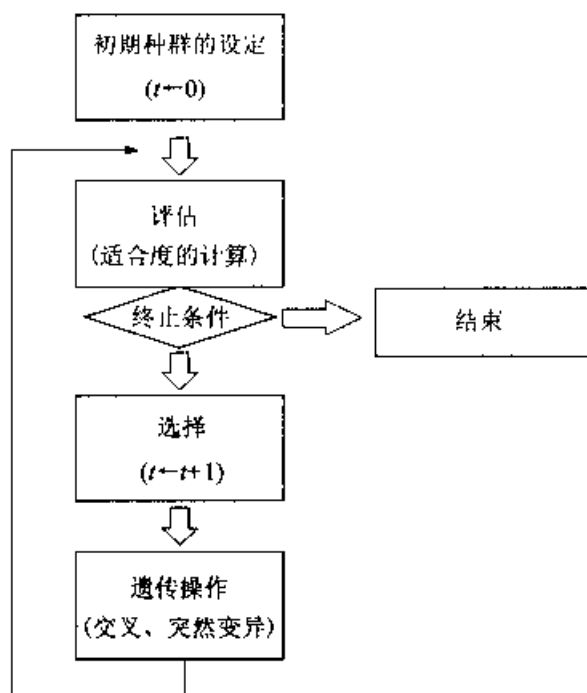 初期种群的设定
(t←0)
评估
(适合度的计算)
终止条件
结束
选择
(t←t+1)
遗传操作
(交叉、突然变异)